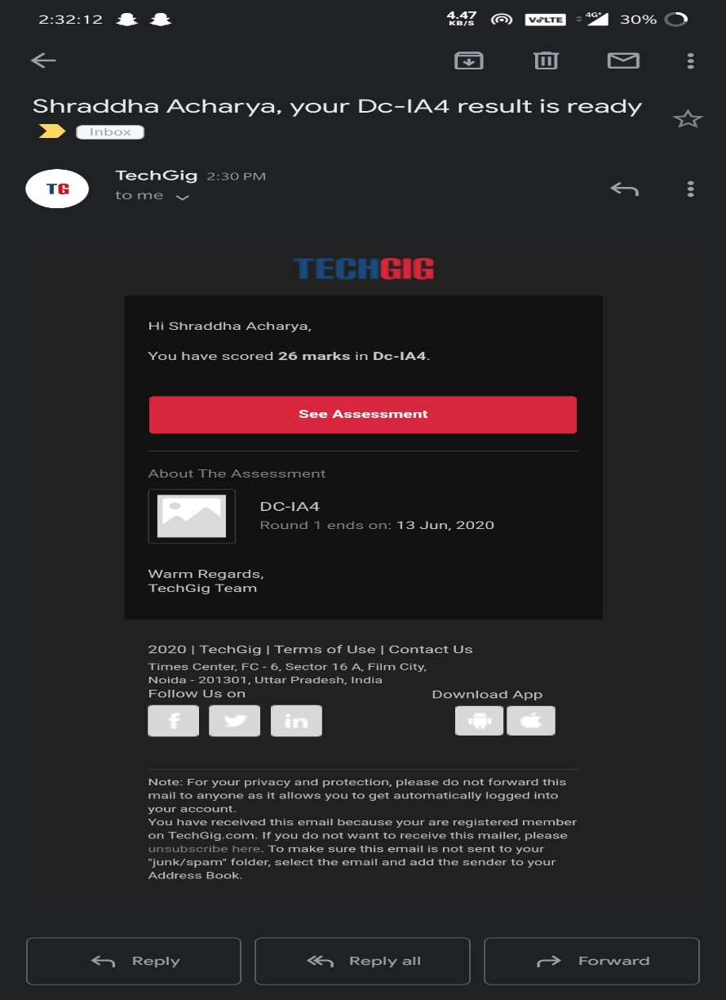 2:32:12 4.47 KB/S VoLTE 4G+ 30%
Shraddha Acharya, your Dc-IA4 result is ready
Inbox
TG TechGig 2:30 PM
to me
TECHGIG
Hi Shraddha Acharya,
You have scored 26 marks in Dc-IA4.
See Assessment
About The Assessment
DC-IA4
Round 1 ends on: 13 Jun, 2020
Warm Regards,
TechGig Team
2020 | TechGig | Terms of Use | Contact Us
Times Center, FC - 6, Sector 16 A, Film City,
Noida - 201301, Uttar Pradesh, India
Follow Us on Download App
f in
Note: For your privacy and protection, please do not forward this
mail to anyone as it allows you to get automatically logged into
your account.
You have received this email because your are registered member
on TechGig.com. If you do not want to receive this mailer, please
unsubscribe here. To make sure this email is not sent to your
"junk/spam" folder, select the email and add the sender to your
Address Book.
Reply Reply all Forward